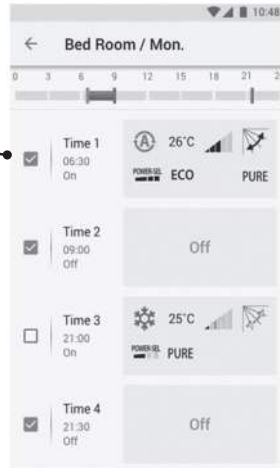 10:48
Bed Room / Mon.
0 3 6 9 12 15 18 21 2
Time 1
06:30
On
A 26°C
POWER-SEL ECO PURE
Time 2
09:00
Off
Off
Time 3
21:00
On
25°C
POWER-SEL PURE
Time 4
21:30
Off
Off